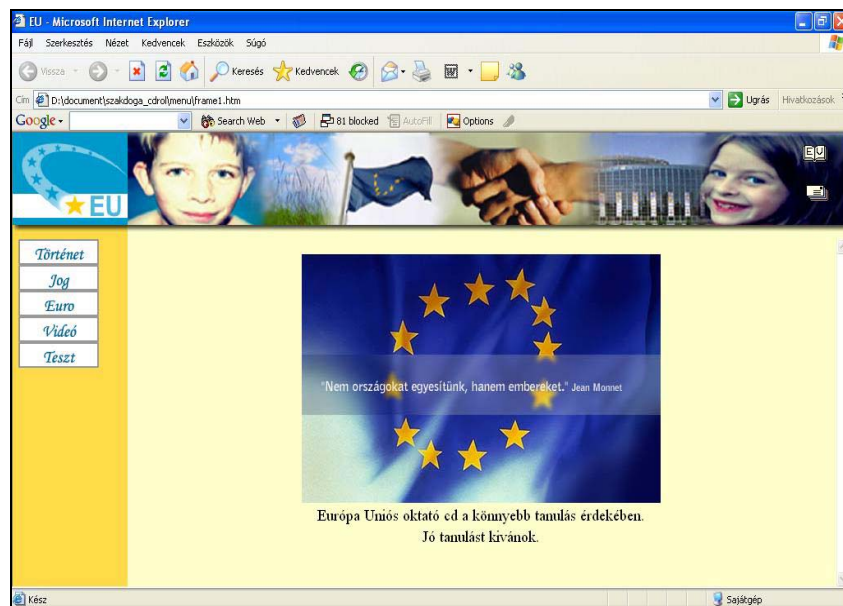 EU - Microsoft Internet Explorer
Fájl Szerkesztés Nézet Kedvencek Eszközök Súgó
Vissza Keresés Kedvencek
Cím D:\document\szakdoga_cdrol\menu\frame1.htm Ugrás Hivatkozások
Google Search Web 81 blocked AutoFill Options
EU
EU
Történet
Jog
Euro
Videó
Teszt
"Nem országokat egyesítünk, hanem embereket." Jean Monnet
Európa Uniós oktató cd a könnyebb tanulás érdekében.
Jó tanulást kivánok.
Kész Sajátgép